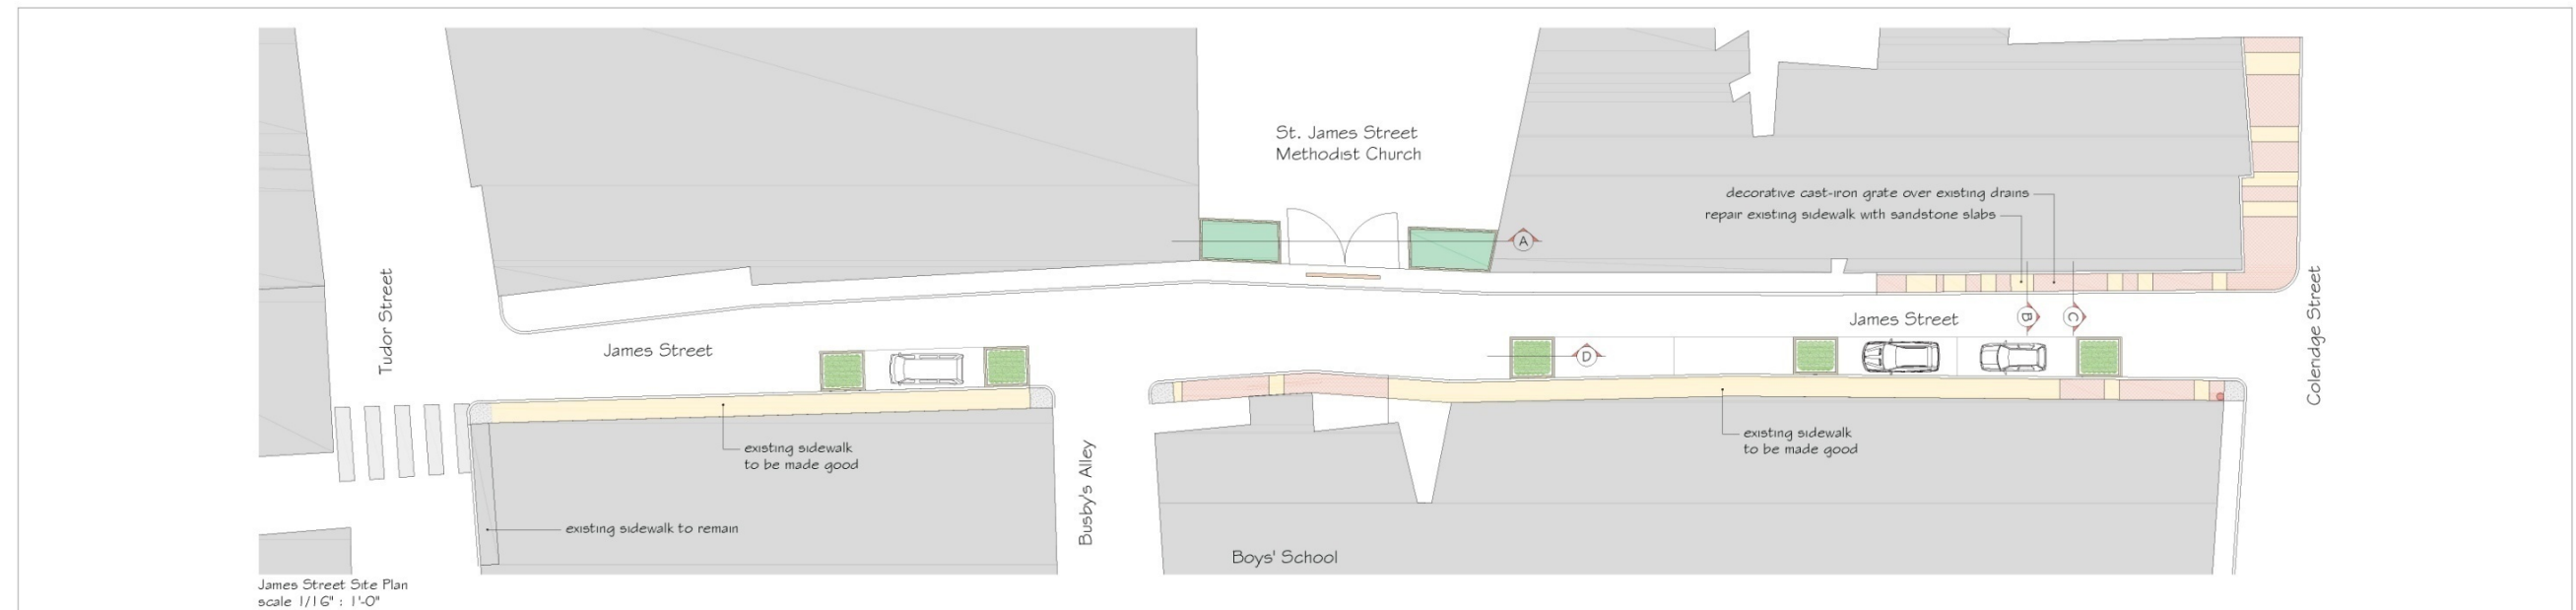 St. James Street
Methodist Church
decorative cast-iron grate over existing drains
repair existing sidewalk with sandstone slabs
A
Tudor Street
Coleridge Street
B
C
James Street
James Street
D
existing sidewalk
to be made good
existing sidewalk
to be made good
Busby's Alley
existing sidewalk to remain
Boys' School
James Street Site Plan
scale 1/16" : 1'-0"